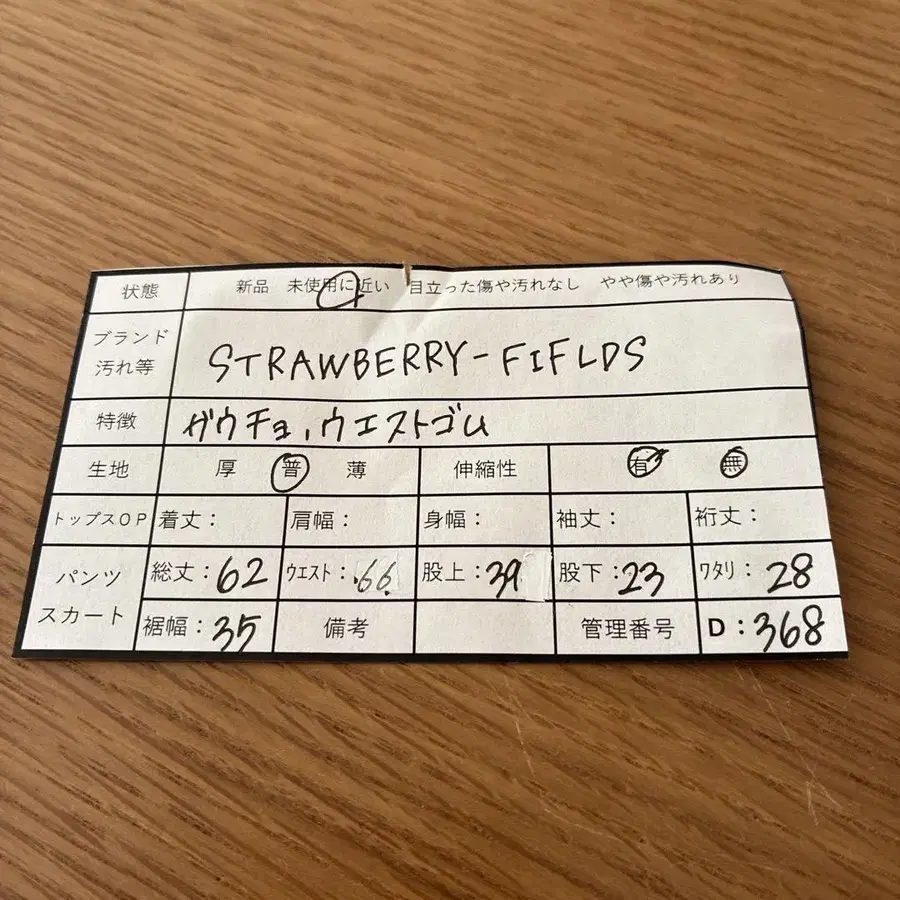 状態 新品 未使用に近い 目立った傷や汚れなし やや傷や汚れあり
ブランド 汚れ等 STRAWBERRY-FIFLDS
特徴 ガウチョ,ウエストゴム
生地 厚 普 薄 伸縮性 有 無
トップスOP 着丈: 肩幅: 身幅: 袖丈: 裄丈:
パンツ スカート 総丈:62 ウエスト:66 股上:39 股下:23 ワタリ:28
裾幅:35 備考 管理番号 D:368